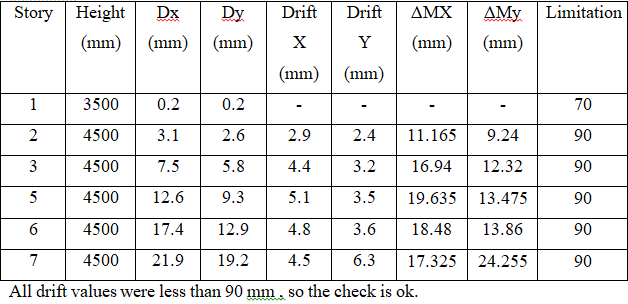 Story Height (mm) Dx (mm) Dy (mm) Drift X (mm) Drift Y (mm) ΔMX (mm) ΔMy (mm) Limitation
1 3500 0.2 0.2 - - - - 70
2 4500 3.1 2.6 2.9 2.4 11.165 9.24 90
3 4500 7.5 5.8 4.4 3.2 16.94 12.32 90
5 4500 12.6 9.3 5.1 3.5 19.635 13.475 90
6 4500 17.4 12.9 4.8 3.6 18.48 13.86 90
7 4500 21.9 19.2 4.5 6.3 17.325 24.255 90
All drift values were less than 90 mm , so the check is ok.